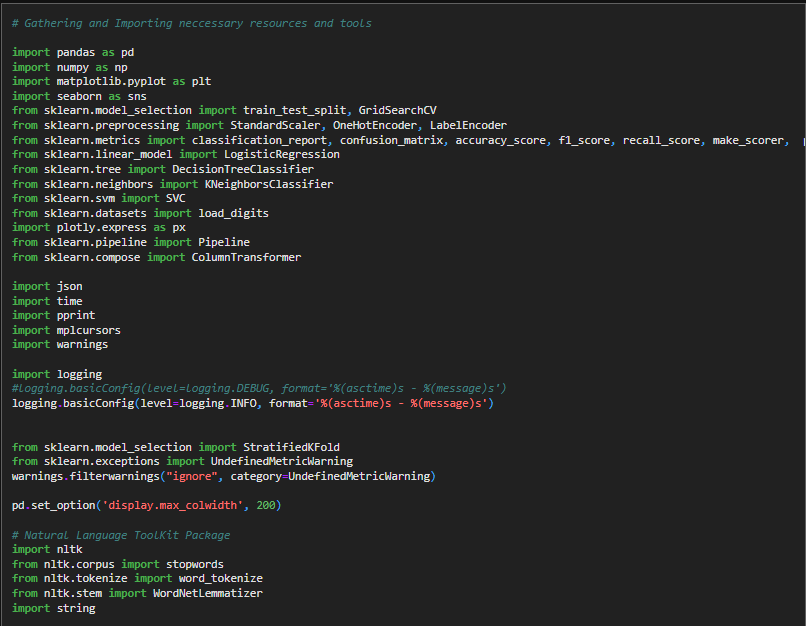 # Gathering and Importing neccessary resources and tools
import pandas as pd
import numpy as np
import matplotlib.pyplot as plt
import seaborn as sns
from sklearn.model_selection import train_test_split, GridSearchCV
from sklearn.preprocessing import StandardScaler, OneHotEncoder, LabelEncoder
from sklearn.metrics import classification_report, confusion_matrix, accuracy_score, f1_score, recall_score, make_scorer,
from sklearn.linear_model import LogisticRegression
from sklearn.tree import DecisionTreeClassifier
from sklearn.neighbors import KNeighborsClassifier
from sklearn.svm import SVC
from sklearn.datasets import load_digits
import plotly.express as px
from sklearn.pipeline import Pipeline
from sklearn.compose import ColumnTransformer
import json
import time
import pprint
import mplcursors
import warnings
import logging
#logging.basicConfig(level=logging.DEBUG, format='%(asctime)s - %(message)s')
logging.basicConfig(level=logging.INFO, format='%(asctime)s - %(message)s')
from sklearn.model_selection import StratifiedKFold
from sklearn.exceptions import UndefinedMetricWarning
warnings.filterwarnings("ignore", category=UndefinedMetricWarning)
pd.set_option('display.max_colwidth', 200)
# Natural Language ToolKit Package
import nltk
from nltk.corpus import stopwords
from nltk.tokenize import word_tokenize
from nltk.stem import WordNetLemmatizer
import string